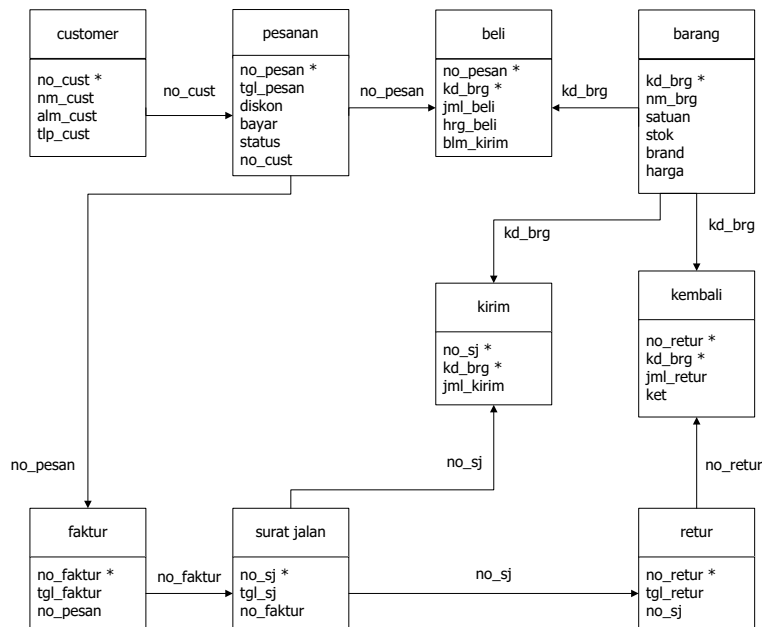 customer
no_cust *
nm_cust
alm_cust
tlp_cust
no_cust
pesanan
no_pesan *
tgl_pesan
diskon
bayar
status
no_cust
no_pesan
beli
no_pesan *
kd_brg *
jml_beli
hrg_beli
blm_kirim
kd_brg
barang
kd_brg *
nm_brg
satuan
stok
brand
harga
kd_brg
kd_brg
kirim
no_sj *
kd_brg *
jml_kirim
kembali
no_retur *
kd_brg *
jml_retur
ket
no_pesan
no_sj
no_retur
faktur
no_faktur *
tgl_faktur
no_pesan
no_faktur
surat jalan
no_sj *
tgl_sj
no_faktur
no_sj
retur
no_retur *
tgl_retur
no_sj